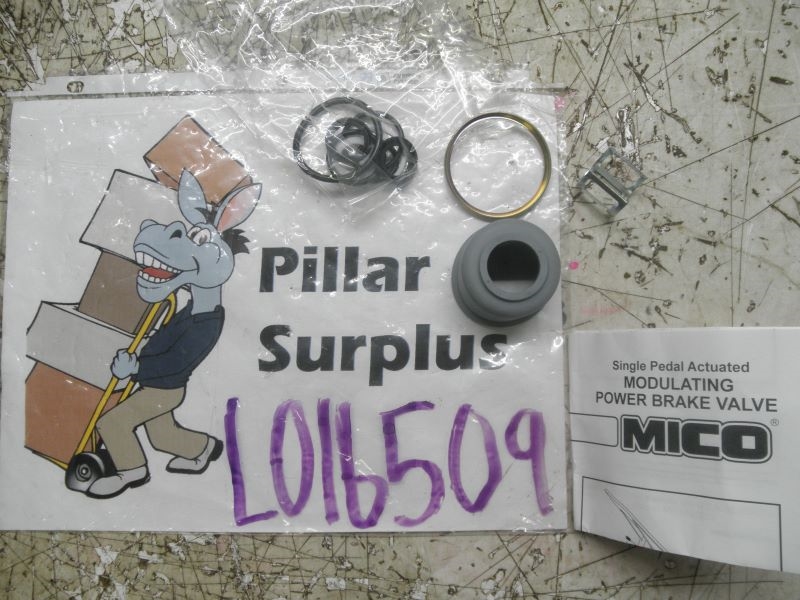 Pillar
Surplus
L016509
Single Pedal Actuated
MODULATING
POWER BRAKE VALVE
MICO®